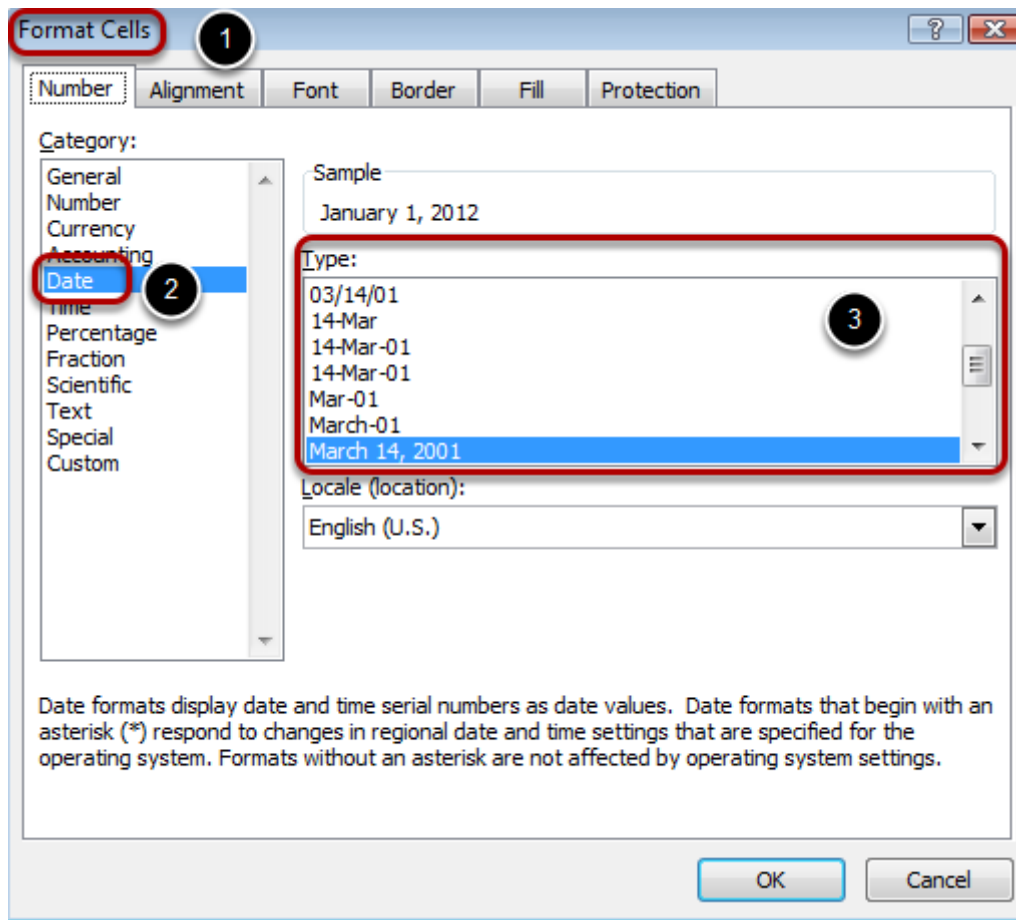 Format Cells
1
?
Number Alignment Font Border Fill Protection
Category:
General
Number
Currency
Accounting
Date
2
Time
Percentage
Fraction
Scientific
Text
Special
Custom
Sample
January 1, 2012
Type:
03/14/01
14-Mar
14-Mar-01
14-Mar-01
Mar-01
March-01
March 14, 2001
3
Locale (location):
English (U.S.)
Date formats display date and time serial numbers as date values.  Date formats that begin with an
asterisk (*) respond to changes in regional date and time settings that are specified for the
operating system. Formats without an asterisk are not affected by operating system settings.
OK Cancel